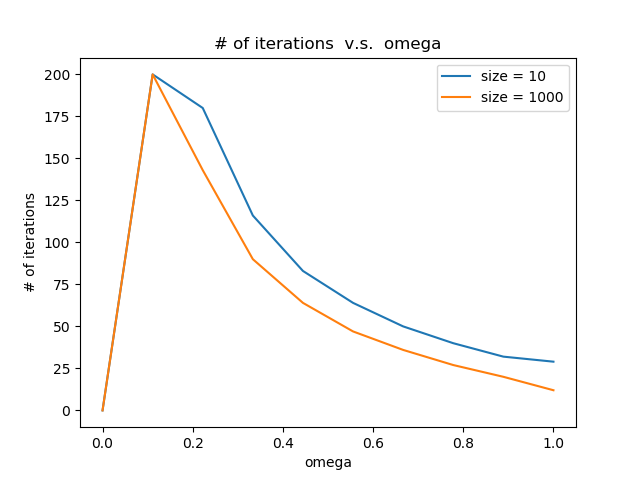 # of iterations  v.s.  omega
size = 10
size = 1000
200
175
150
125
100
75
50
25
0
# of iterations
0.0 0.2 0.4 0.6 0.8 1.0
omega